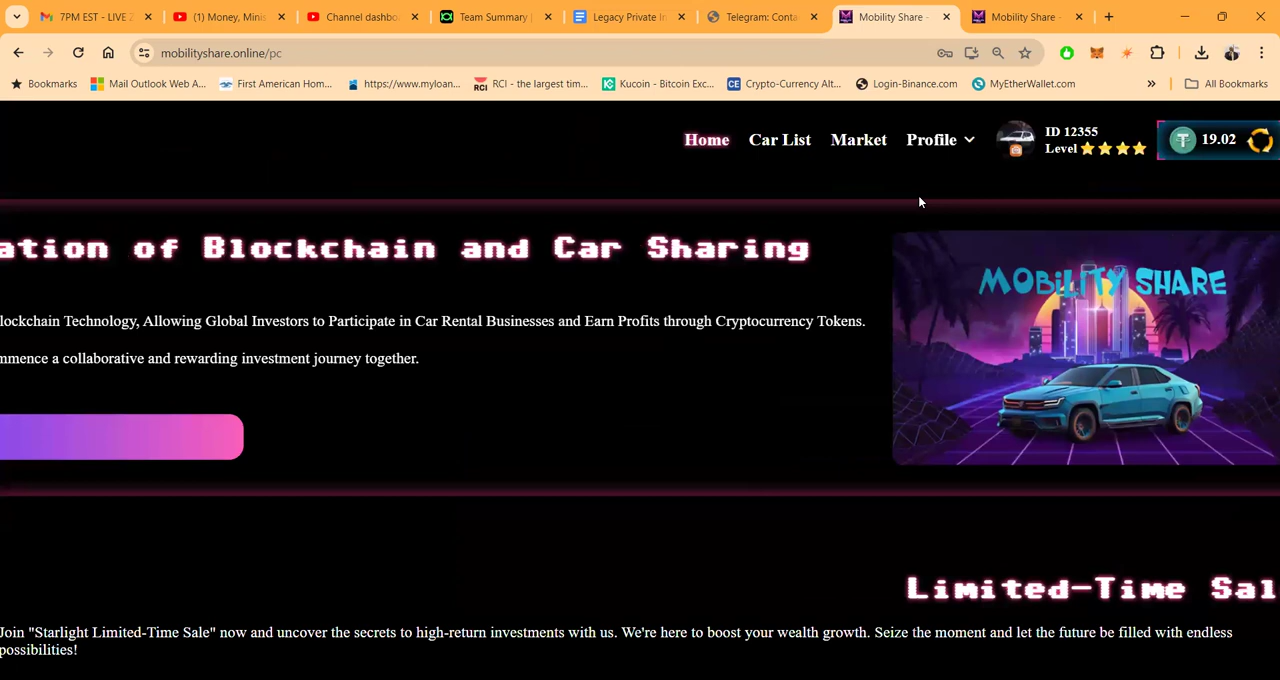 7PM EST - LIVE Z
(1) Money, Minis
Channel dashbo
Team Summary |
Legacy Private In
Telegram: Conta
Mobility Share -
Mobility Share -
mobilityshare.online/pc
Bookmarks
Mail Outlook Web A...
First American Hom...
https://www.myloan...
RCI - the largest tim...
Kucoin - Bitcoin Exc...
Crypto-Currency Alt...
Login-Binance.com
MyEtherWallet.com
»
All Bookmarks
Home
Car List
Market
Profile
ID 12355
Level
19.02
ation of Blockchain and Car Sharing
MOBILITY SHARE
lockchain Technology, Allowing Global Investors to Participate in Car Rental Businesses and Earn Profits through Cryptocurrency Tokens.
mmence a collaborative and rewarding investment journey together.
Limited-Time Sal
Join "Starlight Limited-Time Sale" now and uncover the secrets to high-return investments with us. We're here to boost your wealth growth. Seize the moment and let the future be filled with endless
possibilities!